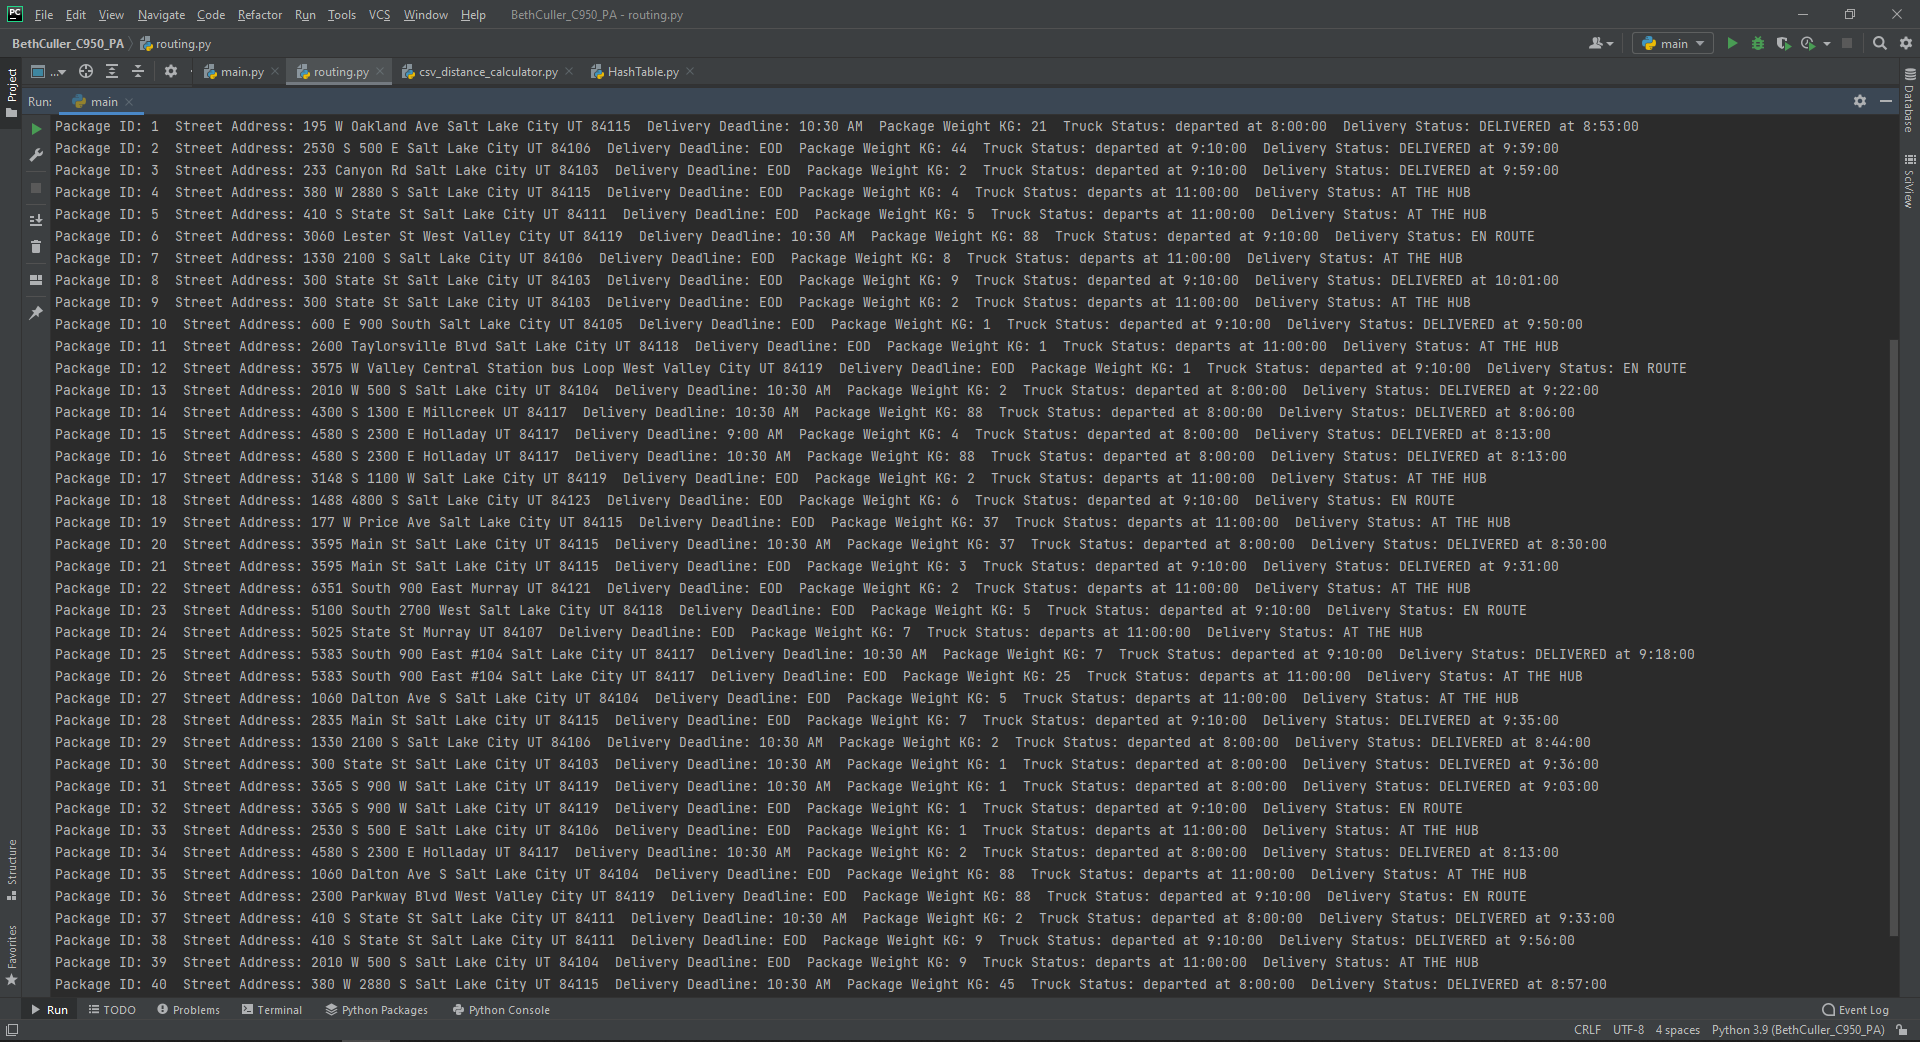 PC File Edit View Navigate Code Refactor Run Tools VCS Window Help BethCuller_C950_PA - routing.py
BethCuller_C950_PA routing.py main
Project ... main.py routing.py csv_distance_calculator.py HashTable.py
Run: main
Package ID: 1  Street Address: 195 W Oakland Ave Salt Lake City UT 84115  Delivery Deadline: 10:30 AM  Package Weight KG: 21  Truck Status: departed at 8:00:00  Delivery Status: DELIVERED at 8:53:00
Package ID: 2  Street Address: 2530 S 500 E Salt Lake City UT 84106  Delivery Deadline: EOD  Package Weight KG: 44  Truck Status: departed at 9:10:00  Delivery Status: DELIVERED at 9:39:00
Package ID: 3  Street Address: 233 Canyon Rd Salt Lake City UT 84103  Delivery Deadline: EOD  Package Weight KG: 2  Truck Status: departed at 9:10:00  Delivery Status: DELIVERED at 9:59:00
Package ID: 4  Street Address: 380 W 2880 S Salt Lake City UT 84115  Delivery Deadline: EOD  Package Weight KG: 4  Truck Status: departs at 11:00:00  Delivery Status: AT THE HUB
Package ID: 5  Street Address: 410 S State St Salt Lake City UT 84111  Delivery Deadline: EOD  Package Weight KG: 5  Truck Status: departs at 11:00:00  Delivery Status: AT THE HUB
Package ID: 6  Street Address: 3060 Lester St West Valley City UT 84119  Delivery Deadline: 10:30 AM  Package Weight KG: 88  Truck Status: departed at 9:10:00  Delivery Status: EN ROUTE
Package ID: 7  Street Address: 1330 2100 S Salt Lake City UT 84106  Delivery Deadline: EOD  Package Weight KG: 8  Truck Status: departs at 11:00:00  Delivery Status: AT THE HUB
Package ID: 8  Street Address: 300 State St Salt Lake City UT 84103  Delivery Deadline: EOD  Package Weight KG: 9  Truck Status: departed at 9:10:00  Delivery Status: DELIVERED at 10:01:00
Package ID: 9  Street Address: 300 State St Salt Lake City UT 84103  Delivery Deadline: EOD  Package Weight KG: 2  Truck Status: departs at 11:00:00  Delivery Status: AT THE HUB
Package ID: 10  Street Address: 600 E 900 South Salt Lake City UT 84105  Delivery Deadline: EOD  Package Weight KG: 1  Truck Status: departed at 9:10:00  Delivery Status: DELIVERED at 9:50:00
Package ID: 11  Street Address: 2600 Taylorsville Blvd Salt Lake City UT 84118  Delivery Deadline: EOD  Package Weight KG: 1  Truck Status: departs at 11:00:00  Delivery Status: AT THE HUB
Package ID: 12  Street Address: 3575 W Valley Central Station bus Loop West Valley City UT 84119  Delivery Deadline: EOD  Package Weight KG: 1  Truck Status: departed at 9:10:00  Delivery Status: EN ROUTE
Package ID: 13  Street Address: 2010 W 500 S Salt Lake City UT 84104  Delivery Deadline: 10:30 AM  Package Weight KG: 2  Truck Status: departed at 8:00:00  Delivery Status: DELIVERED at 9:22:00
Package ID: 14  Street Address: 4300 S 1300 E Millcreek UT 84117  Delivery Deadline: 10:30 AM  Package Weight KG: 88  Truck Status: departed at 8:00:00  Delivery Status: DELIVERED at 8:06:00
Package ID: 15  Street Address: 4580 S 2300 E Holladay UT 84117  Delivery Deadline: 9:00 AM  Package Weight KG: 4  Truck Status: departed at 8:00:00  Delivery Status: DELIVERED at 8:13:00
Package ID: 16  Street Address: 4580 S 2300 E Holladay UT 84117  Delivery Deadline: 10:30 AM  Package Weight KG: 88  Truck Status: departed at 8:00:00  Delivery Status: DELIVERED at 8:13:00
Package ID: 17  Street Address: 3148 S 1100 W Salt Lake City UT 84119  Delivery Deadline: EOD  Package Weight KG: 2  Truck Status: departs at 11:00:00  Delivery Status: AT THE HUB
Package ID: 18  Street Address: 1488 4800 S Salt Lake City UT 84123  Delivery Deadline: EOD  Package Weight KG: 6  Truck Status: departed at 9:10:00  Delivery Status: EN ROUTE
Package ID: 19  Street Address: 177 W Price Ave Salt Lake City UT 84115  Delivery Deadline: EOD  Package Weight KG: 37  Truck Status: departs at 11:00:00  Delivery Status: AT THE HUB
Package ID: 20  Street Address: 3595 Main St Salt Lake City UT 84115  Delivery Deadline: 10:30 AM  Package Weight KG: 37  Truck Status: departed at 8:00:00  Delivery Status: DELIVERED at 8:30:00
Package ID: 21  Street Address: 3595 Main St Salt Lake City UT 84115  Delivery Deadline: EOD  Package Weight KG: 3  Truck Status: departed at 9:10:00  Delivery Status: DELIVERED at 9:31:00
Package ID: 22  Street Address: 6351 South 900 East Murray UT 84121  Delivery Deadline: EOD  Package Weight KG: 2  Truck Status: departs at 11:00:00  Delivery Status: AT THE HUB
Package ID: 23  Street Address: 5100 South 2700 West Salt Lake City UT 84118  Delivery Deadline: EOD  Package Weight KG: 5  Truck Status: departed at 9:10:00  Delivery Status: EN ROUTE
Package ID: 24  Street Address: 5025 State St Murray UT 84107  Delivery Deadline: EOD  Package Weight KG: 7  Truck Status: departs at 11:00:00  Delivery Status: AT THE HUB
Package ID: 25  Street Address: 5383 South 900 East #104 Salt Lake City UT 84117  Delivery Deadline: 10:30 AM  Package Weight KG: 7  Truck Status: departed at 9:10:00  Delivery Status: DELIVERED at 9:18:00
Package ID: 26  Street Address: 5383 South 900 East #104 Salt Lake City UT 84117  Delivery Deadline: EOD  Package Weight KG: 25  Truck Status: departs at 11:00:00  Delivery Status: AT THE HUB
Package ID: 27  Street Address: 1060 Dalton Ave S Salt Lake City UT 84104  Delivery Deadline: EOD  Package Weight KG: 5  Truck Status: departs at 11:00:00  Delivery Status: AT THE HUB
Package ID: 28  Street Address: 2835 Main St Salt Lake City UT 84115  Delivery Deadline: EOD  Package Weight KG: 7  Truck Status: departed at 9:10:00  Delivery Status: DELIVERED at 9:35:00
Package ID: 29  Street Address: 1330 2100 S Salt Lake City UT 84106  Delivery Deadline: 10:30 AM  Package Weight KG: 2  Truck Status: departed at 8:00:00  Delivery Status: DELIVERED at 8:44:00
Package ID: 30  Street Address: 300 State St Salt Lake City UT 84103  Delivery Deadline: 10:30 AM  Package Weight KG: 1  Truck Status: departed at 8:00:00  Delivery Status: DELIVERED at 9:36:00
Package ID: 31  Street Address: 3365 S 900 W Salt Lake City UT 84119  Delivery Deadline: 10:30 AM  Package Weight KG: 1  Truck Status: departed at 8:00:00  Delivery Status: DELIVERED at 9:03:00
Package ID: 32  Street Address: 3365 S 900 W Salt Lake City UT 84119  Delivery Deadline: EOD  Package Weight KG: 1  Truck Status: departed at 9:10:00  Delivery Status: EN ROUTE
Package ID: 33  Street Address: 2530 S 500 E Salt Lake City UT 84106  Delivery Deadline: EOD  Package Weight KG: 1  Truck Status: departs at 11:00:00  Delivery Status: AT THE HUB
Package ID: 34  Street Address: 4580 S 2300 E Holladay UT 84117  Delivery Deadline: 10:30 AM  Package Weight KG: 2  Truck Status: departed at 8:00:00  Delivery Status: DELIVERED at 8:13:00
Package ID: 35  Street Address: 1060 Dalton Ave S Salt Lake City UT 84104  Delivery Deadline: EOD  Package Weight KG: 88  Truck Status: departs at 11:00:00  Delivery Status: AT THE HUB
Package ID: 36  Street Address: 2300 Parkway Blvd West Valley City UT 84119  Delivery Deadline: EOD  Package Weight KG: 88  Truck Status: departed at 9:10:00  Delivery Status: EN ROUTE
Package ID: 37  Street Address: 410 S State St Salt Lake City UT 84111  Delivery Deadline: 10:30 AM  Package Weight KG: 2  Truck Status: departed at 8:00:00  Delivery Status: DELIVERED at 9:33:00
Package ID: 38  Street Address: 410 S State St Salt Lake City UT 84111  Delivery Deadline: EOD  Package Weight KG: 9  Truck Status: departed at 9:10:00  Delivery Status: DELIVERED at 9:56:00
Package ID: 39  Street Address: 2010 W 500 S Salt Lake City UT 84104  Delivery Deadline: EOD  Package Weight KG: 9  Truck Status: departs at 11:00:00  Delivery Status: AT THE HUB
Package ID: 40  Street Address: 380 W 2880 S Salt Lake City UT 84115  Delivery Deadline: 10:30 AM  Package Weight KG: 45  Truck Status: departed at 8:00:00  Delivery Status: DELIVERED at 8:57:00
Structure
Favorites
Database
SciView
Run TODO Problems Terminal Python Packages Python Console Event Log
CRLF UTF-8 4 spaces Python 3.9 (BethCuller_C950_PA)